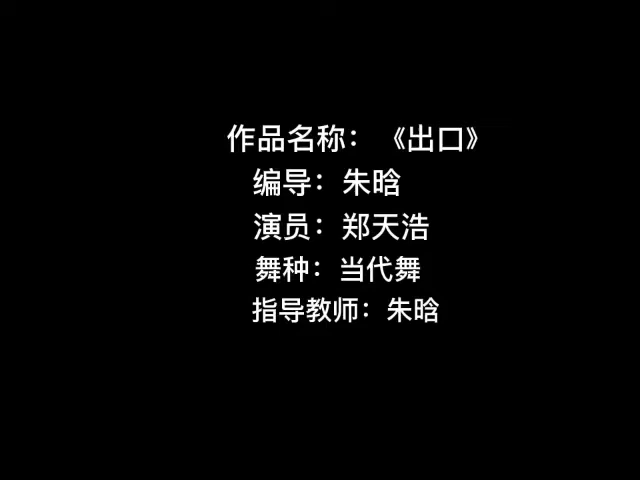 作品名称：《出口》
编导：朱晗
演员：郑天浩
舞种：当代舞
指导教师：朱晗